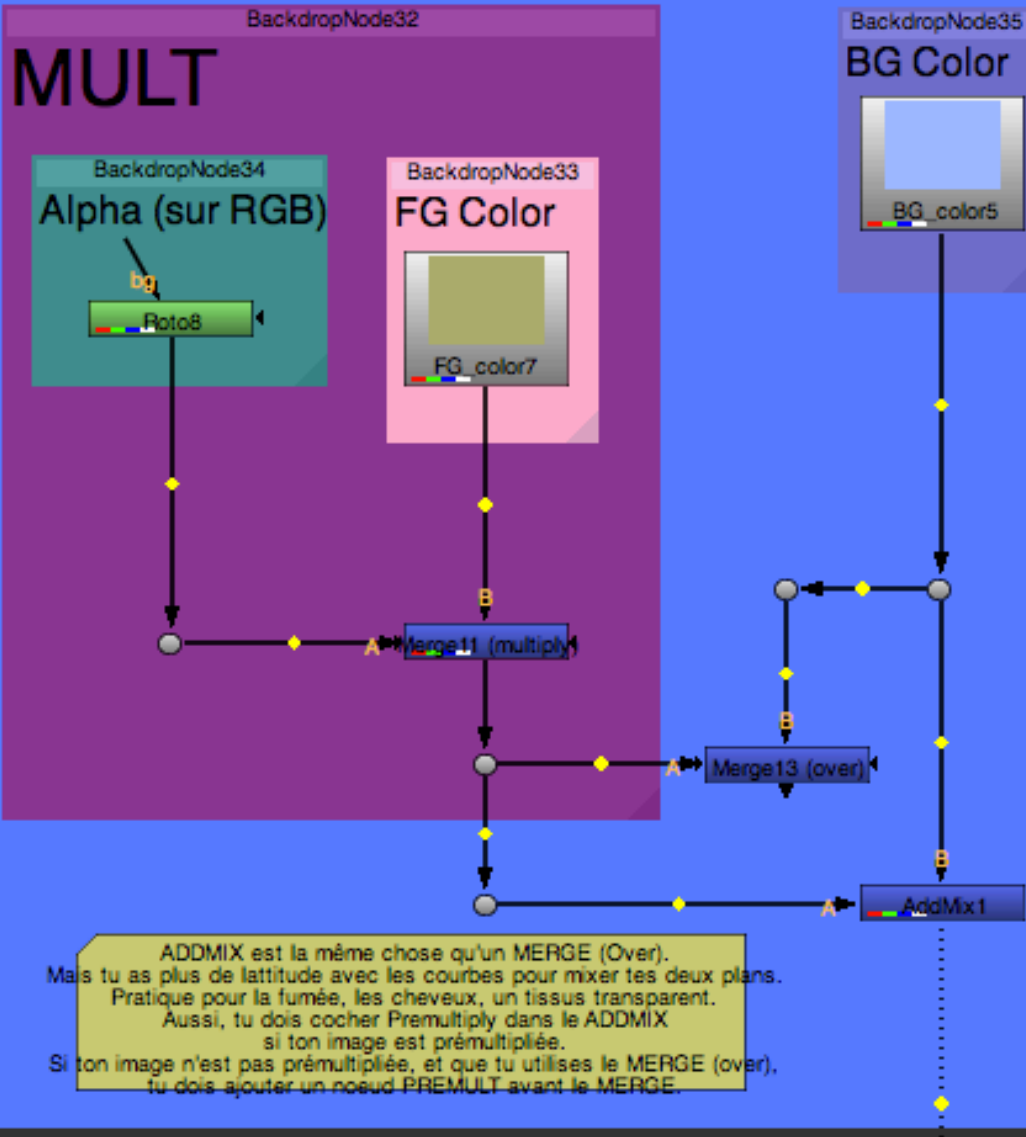 BackdropNode32
MULT
BackdropNode34
Alpha (sur RGB)
bg
Roto8
BackdropNode33
FG Color
FG_color7
BackdropNode35
BG Color
BG_color5
B
A
Merge11 (multiply)
B
A
Merge13 (over)
B
A
AddMix1
ADDMIX est la même chose qu'un MERGE (Over).
Mais tu as plus de lattitude avec les courbes pour mixer tes deux plans.
Pratique pour la fumée, les cheveux, un tissus transparent.
Aussi, tu dois cocher Premultiply dans le ADDMIX
si ton image est prémultipliée.
Si ton image n'est pas prémultipliée, et que tu utilises le MERGE (over),
tu dois ajouter un noeud PREMULT avant le MERGE.